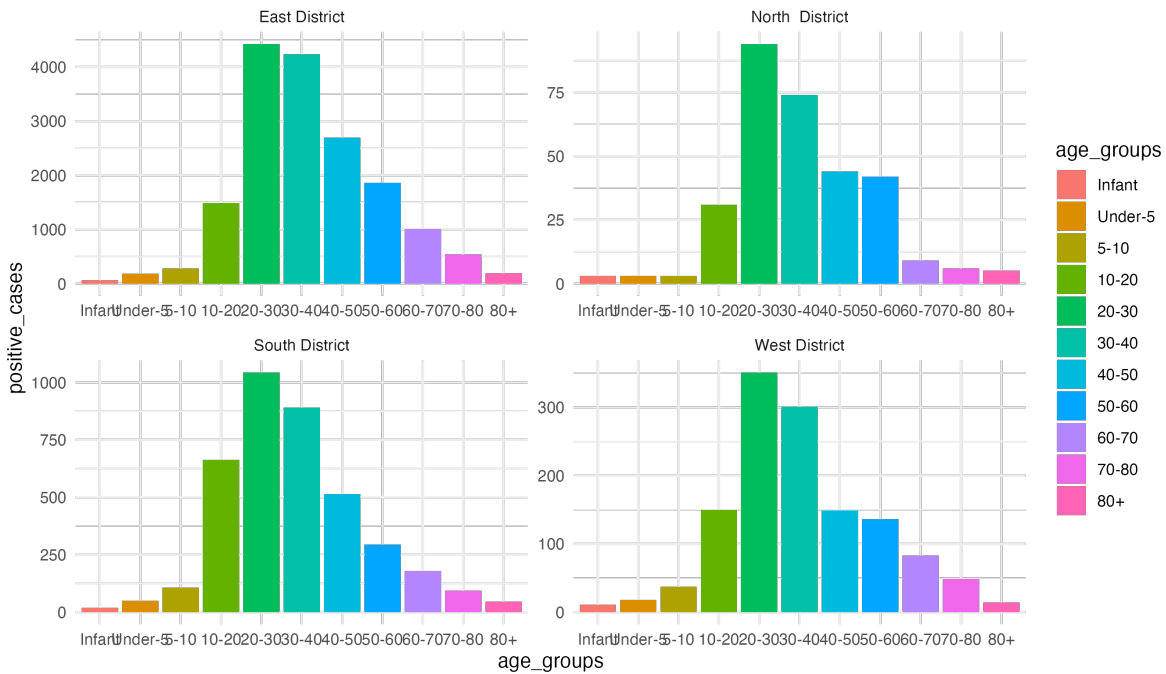 East District
North  District
4000
3000
2000
1000
0
75
50
25
0
Infant Under-5 5-10 10-20 20-30 30-40 40-50 50-60 60-70 70-80 80+
Infant Under-5 5-10 10-20 20-30 30-40 40-50 50-60 60-70 70-80 80+
positive_cases
South District
West District
1000
750
500
250
0
300
200
100
0
Infant Under-5 5-10 10-20 20-30 30-40 40-50 50-60 60-70 70-80 80+
Infant Under-5 5-10 10-20 20-30 30-40 40-50 50-60 60-70 70-80 80+
age_groups
age_groups
Infant
Under-5
5-10
10-20
20-30
30-40
40-50
50-60
60-70
70-80
80+